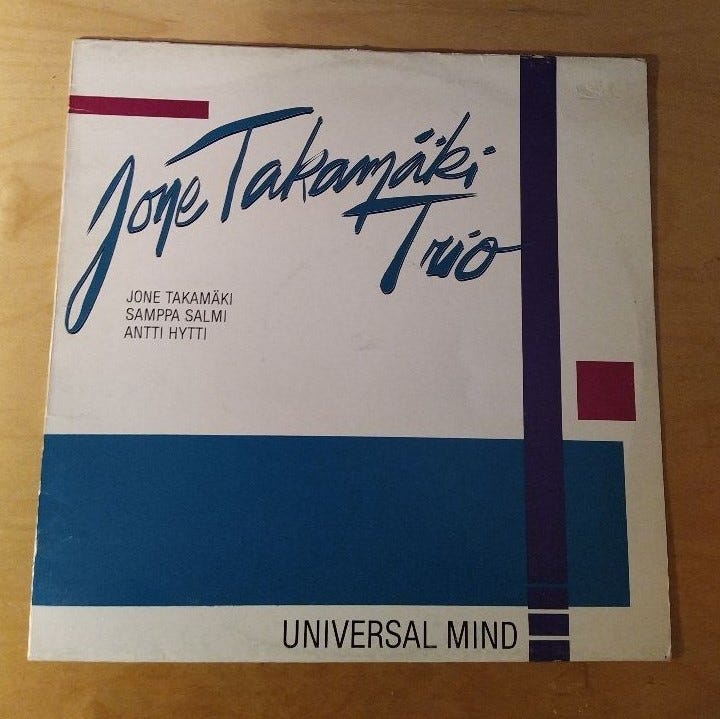 Jone Takamäki
Trio
JONE TAKAMÄKI
SAMPPA SALMI
ANTTI HYTTI
UNIVERSAL MIND